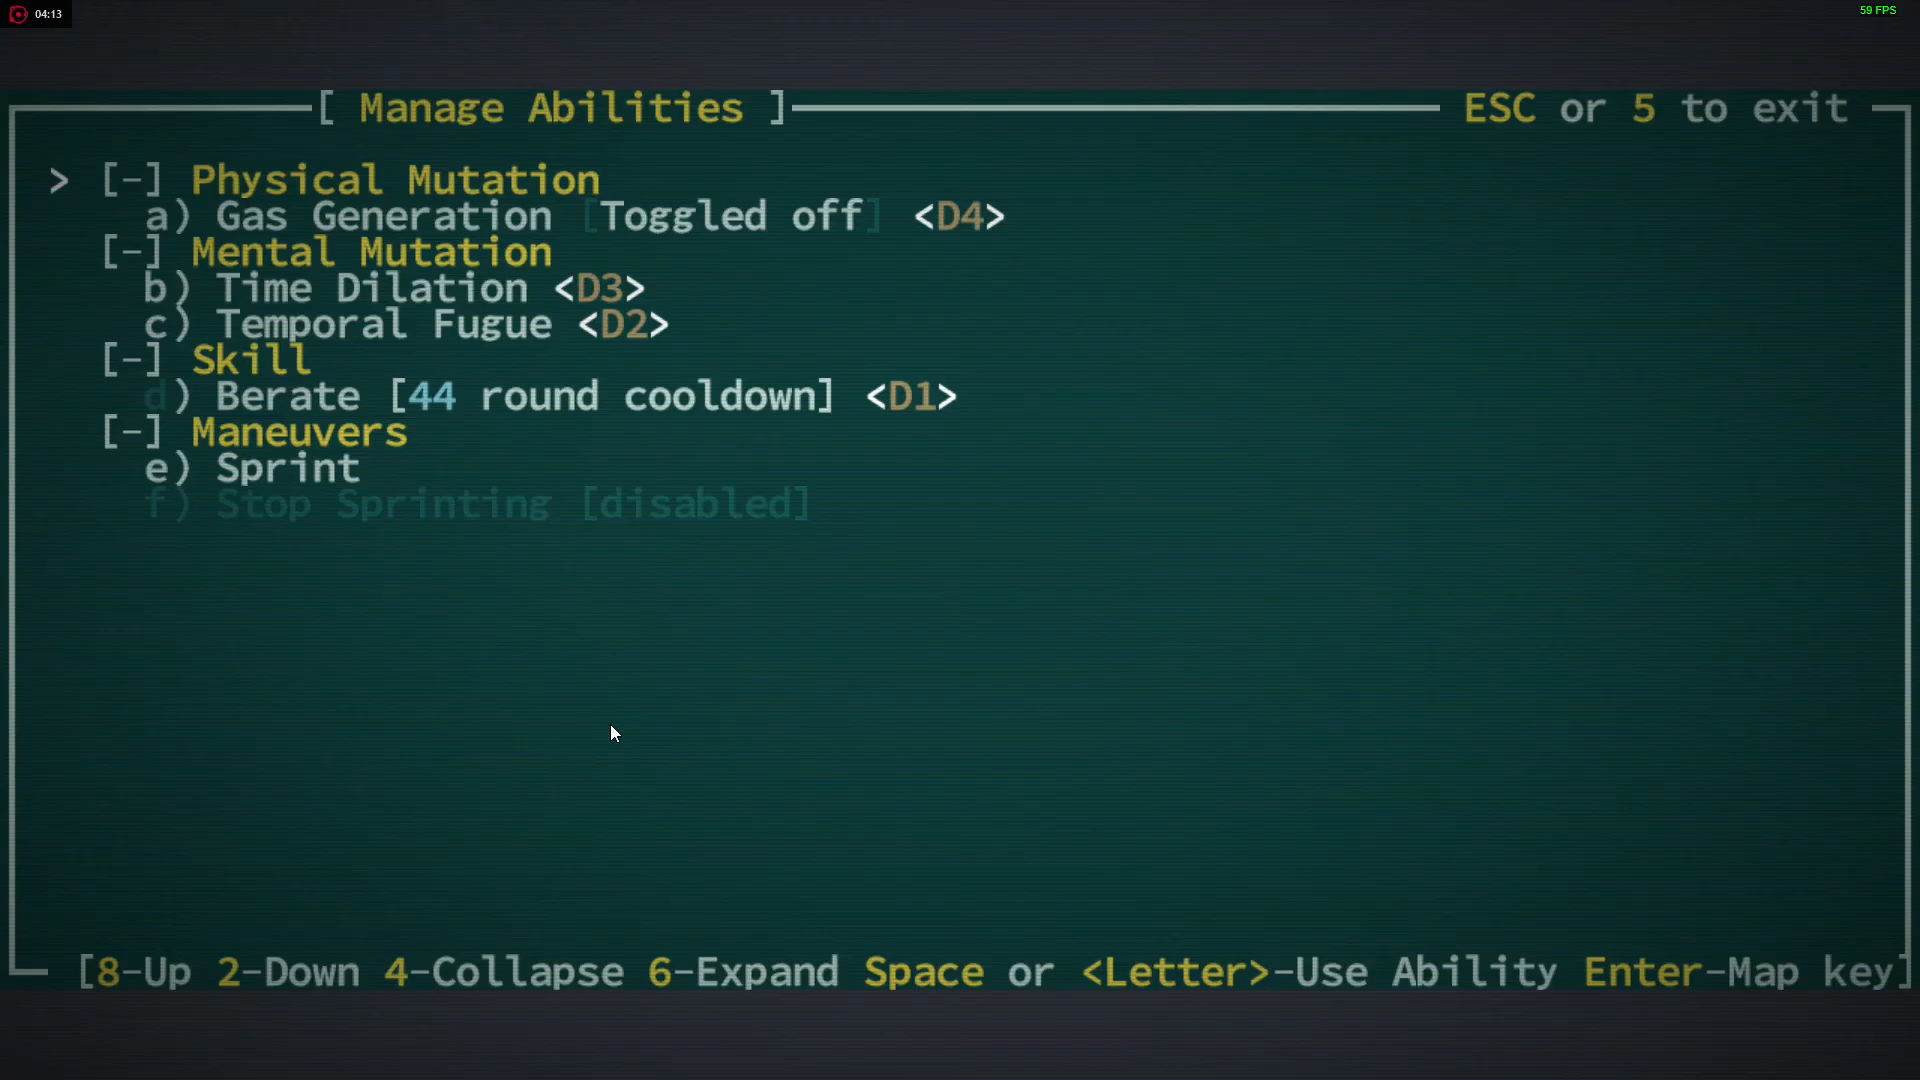 04:13
59 FPS
[ Manage Abilities ] ESC or 5 to exit
> [-] Physical Mutation
a) Gas Generation [Toggled off] <D4>
[-] Mental Mutation
b) Time Dilation <D3>
c) Temporal Fugue <D2>
[-] Skill
d) Berate [44 round cooldown] <D1>
[-] Maneuvers
e) Sprint
f) Stop Sprinting [disabled]
[8-Up 2-Down 4-Collapse 6-Expand Space or <Letter>-Use Ability Enter-Map key]